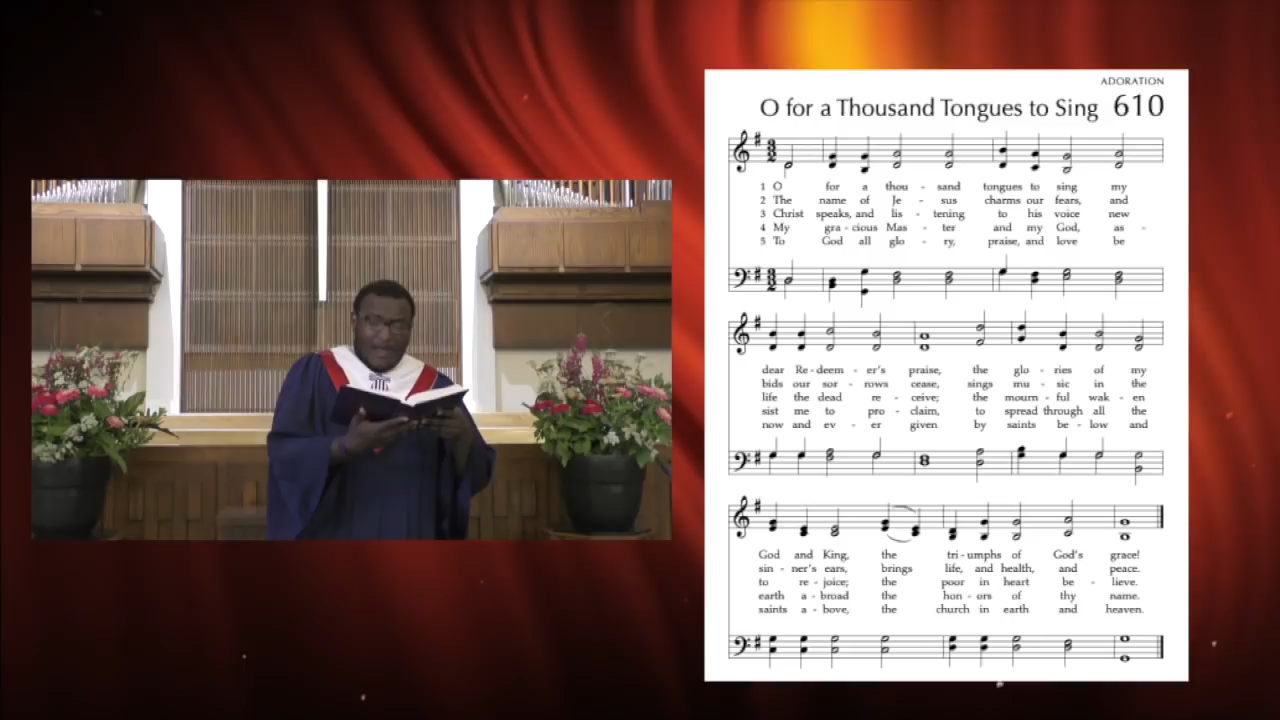 ADORATION
O for a Thousand Tongues to Sing 610
1 O for a thou - sand tongues to sing my
2 The name of Je - sus charms our fears, and
3 Christ speaks, and lis - tening to his voice new
4 My gra - cious Mas - ter and my God, as -
5 To God all glo - ry, praise, and love be
dear Re - deem - er's praise, the glo - ries of my
bids our sor - rows cease, sings mu - sic in the
life the dead re - ceive; the mourn - ful wak - en
sist me to pro - claim, to spread through all the
now and ev - er given by saints be - low and
God and King, the tri - umphs of God's grace!
sin - ner's ears, brings life, and health, and peace.
to re - joice; the poor in heart be - lieve.
earth a - broad the hon - ors of thy name.
saints a - bove, the church in earth and heaven.